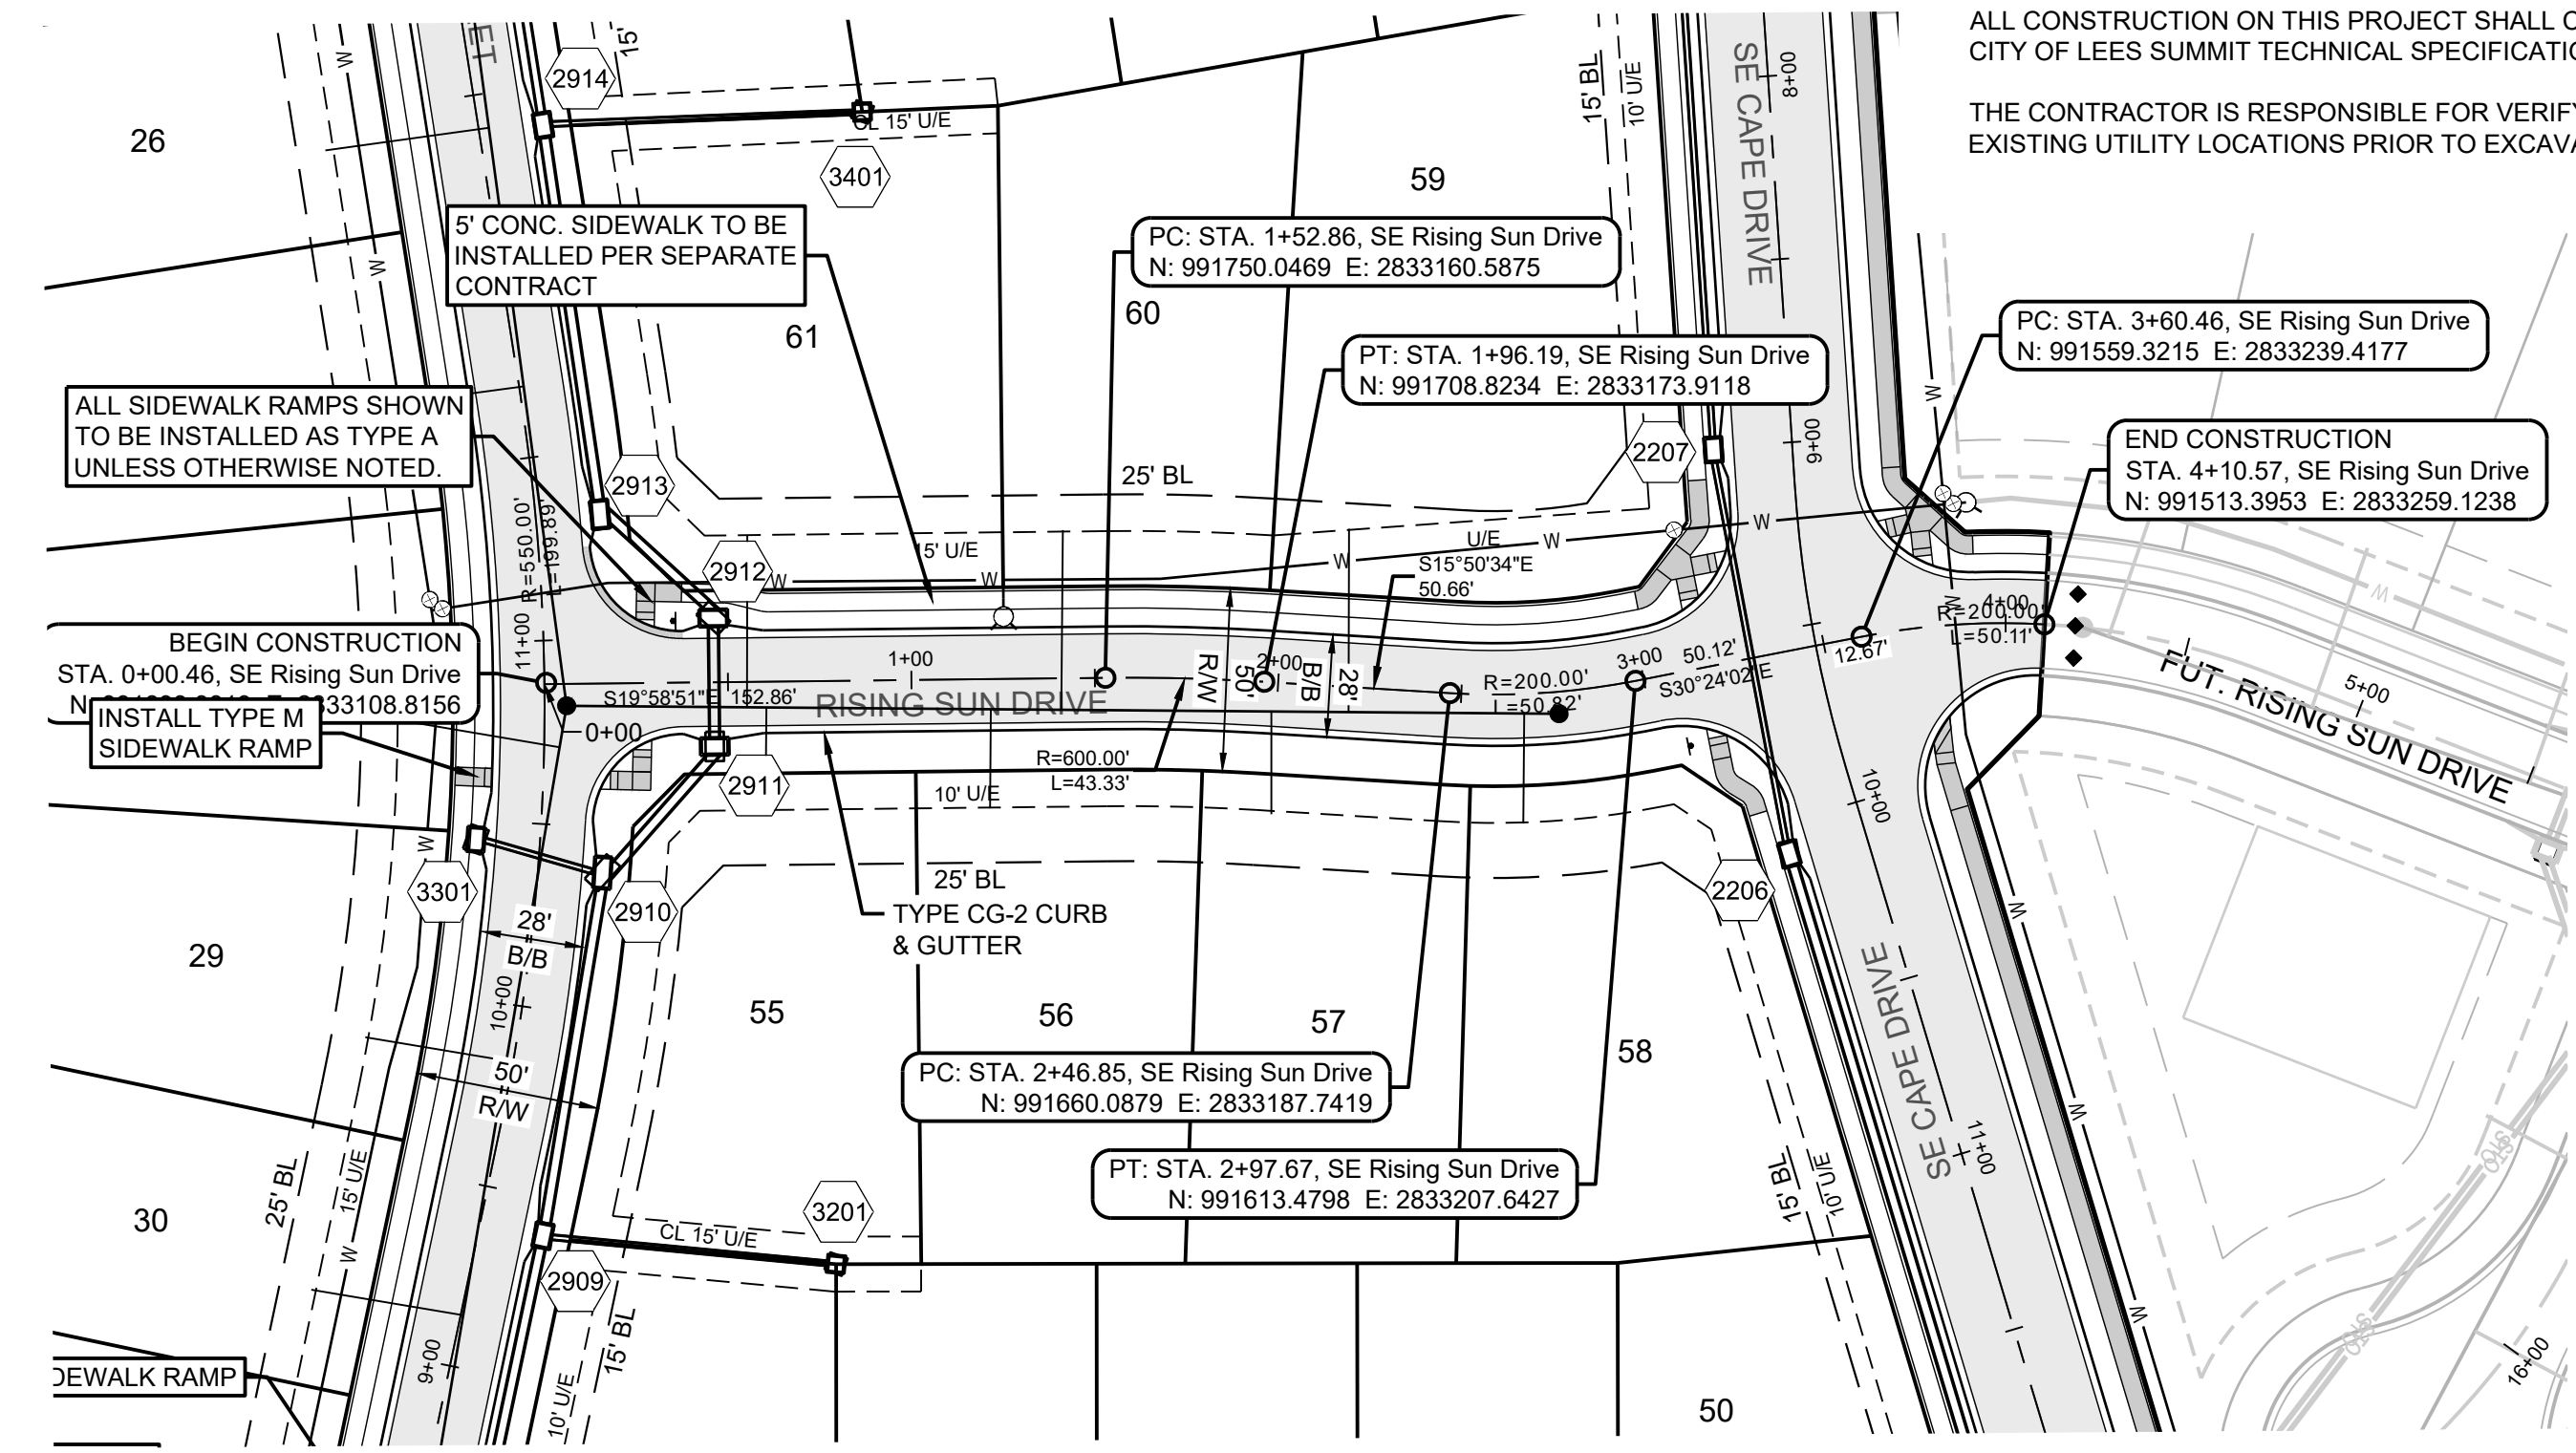 ALL CONSTRUCTION ON THIS PROJECT SHALL
CITY OF LEES SUMMIT TECHNICAL
THE CONTRACTOR IS RESPONSIBLE FOR
EXISTING UTILITY LOCATIONS PRIOR TO
ET
2914
15'
26
CL 15' U/E
3401
59
15' BL
10' U/E
SE CAPE DRIVE
8+00
5' CONC. SIDEWALK TO BE
INSTALLED PER SEPARATE
CONTRACT
PC: STA. 1+52.86, SE Rising Sun Drive
N: 991750.0469 E: 2833160.5875
60
61
PC: STA. 3+60.46, SE Rising Sun Drive
N: 991559.3215 E: 2833239.4177
PT: STA. 1+96.19, SE Rising Sun Drive
N: 991708.8234 E: 2833173.9118
ALL SIDEWALK RAMPS SHOWN
TO BE INSTALLED AS TYPE A
UNLESS OTHERWISE NOTED.
END CONSTRUCTION
STA. 4+10.57, SE Rising Sun Drive
N: 991513.3953 E: 2833259.1238
2207
9+00
2913
25' BL
R=550.00'
L=199.89'
11+00
2912
15' U/E
W
W
W
W
W
U/E
S15°50'34"E
50.66'
BEGIN CONSTRUCTION
STA. 0+00.46, SE Rising Sun Drive
33108.8156
INSTALL TYPE M
SIDEWALK RAMP
0+00
S19°58'51"E 152.86'
1+00
RISING SUN DRIVE
R/W
50'
2+00
B/B
28'
R=200.00'
L=50.82'
3+00
50.12'
S30°24'02"E
12.67'
4+00
R=200.00'
L=50.11'
FUT. RISING SUN DRIVE
5+00
R=600.00'
L=43.33'
2911
10' U/E
10+00
25' BL
TYPE CG-2 CURB
& GUTTER
3301
2910
2206
28'
B/B
29
10+00
50'
R/W
55
56
57
58
SE CAPE DRIVE
11+00
PC: STA. 2+46.85, SE Rising Sun Drive
N: 991660.0879 E: 2833187.7419
PT: STA. 2+97.67, SE Rising Sun Drive
N: 991613.4798 E: 2833207.6427
30
25' BL
15' U/E
3201
CL 15' U/E
2909
15' BL
10' U/E
15' BL
10' U/E
9+00
SIDEWALK RAMP
50
STO
STO
16+00